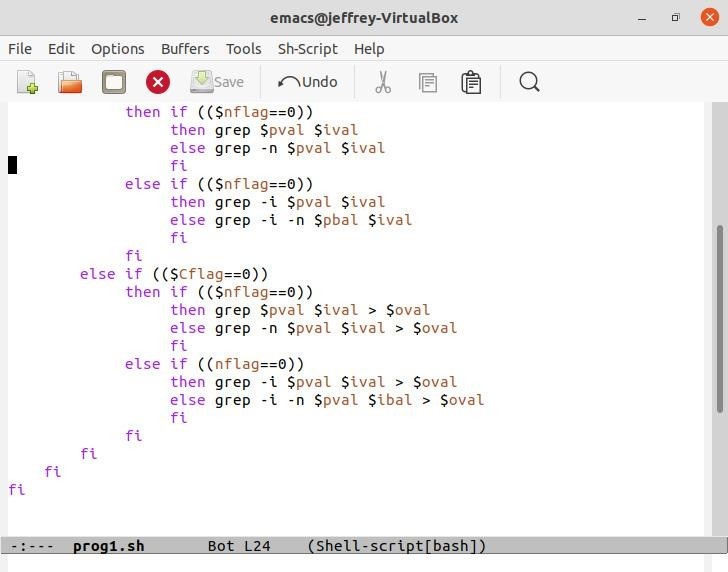 emacs@jeffrey-VirtualBox
File Edit Options Buffers Tools Sh-Script Help
Save Undo
then if (($nflag==0))
then grep $pval $ival
else grep -n $pval $ival
fi
else if (($nflag==0))
then grep -i $pval $ival
else grep -i -n $pbal $ival
fi
fi
else if (($Cflag==0))
then if (($nflag==0))
then grep $pval $ival > $oval
else grep -n $pval $ival > $oval
fi
else if ((nflag==0))
then grep -i $pval $ival > $oval
else grep -i -n $pval $ibal > $oval
fi
fi
fi
fi
fi
-:--- prog1.sh Bot L24 (Shell-script[bash])